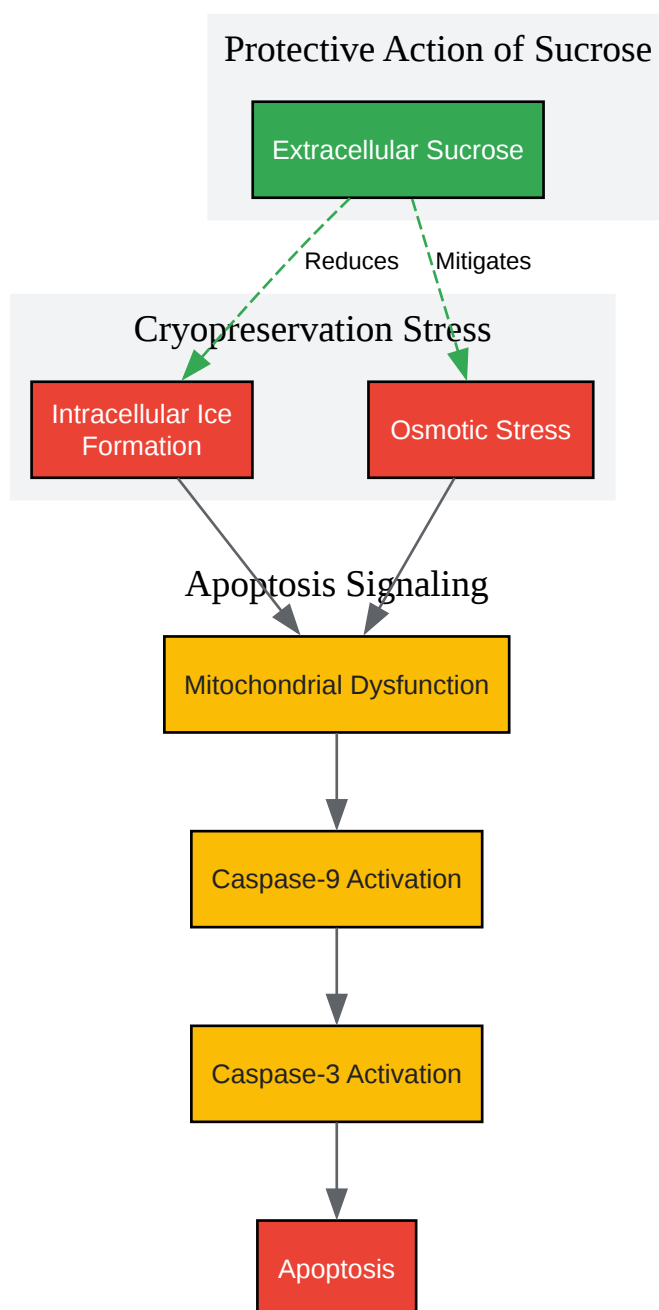 Protective Action of Sucrose
Extracellular Sucrose
Reduces
Mitigates
Cryopreservation Stress
Intracellular Ice
Formation
Osmotic Stress
Apoptosis Signaling
Mitochondrial Dysfunction
Caspase-9 Activation
Caspase-3 Activation
Apoptosis